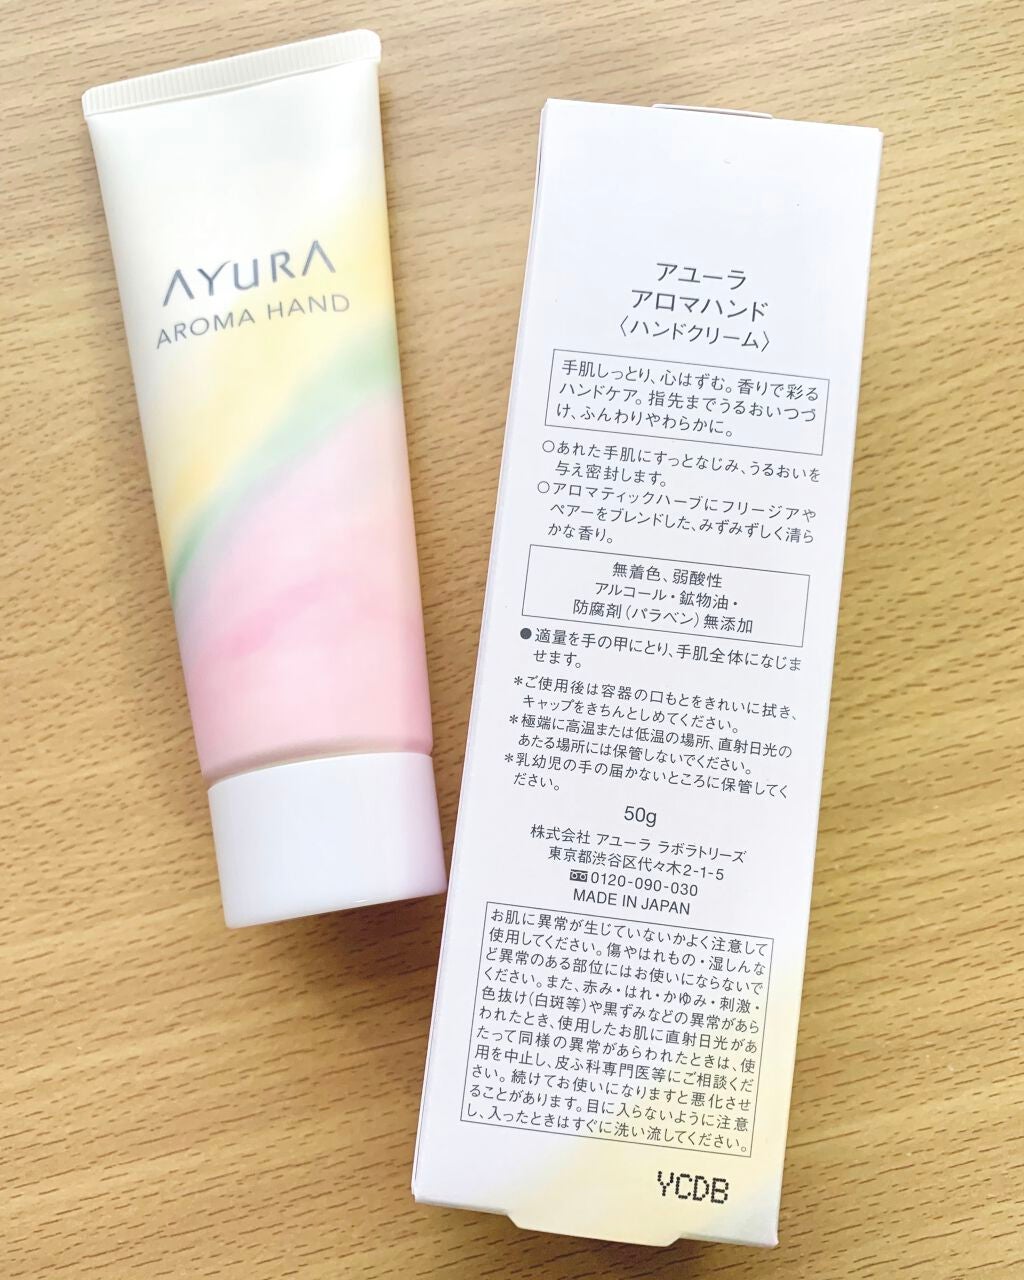 AYURA
AROMA HAND
アユーラ
アロマハンド
〈ハンドクリーム〉
手肌しっとり、心はずむ。香りで彩る
ハンドケア。指先までうるおいつづ
け、ふんわりやわらかに。
○あれた手肌にすっとなじみ、うるおいを
与え密封します。
○アロマティックハーブにフリージアや
ペアーをブレンドした、みずみずしく清ら
かな香り。
無着色、弱酸性
アルコール・鉱物油・
防腐剤(パラベン)無添加
●適量を手の甲にとり、手肌全体になじま
せます。
*ご使用後は容器の口もとをきれいに拭き、
キャップをきちんとしめてください。
*極端に高温または低温の場所、直射日光の
あたる場所には保管しないでください。
*乳幼児の手の届かないところに保管してく
ださい。
50g
株式会社 アユーラ ラボラトリーズ
東京都渋谷区代々木2-1-5
0120-090-030
MADE IN JAPAN
お肌に異常が生じていないかよく注意して
使用してください。傷やはれもの・湿しんな
ど異常のある部位にはお使いにならないで
ください。また、赤み・はれ・かゆみ・刺激・
色抜け(白斑等)や黒ずみなどの異常があら
われたとき、使用したお肌に直射日光があ
たって同様の異常があらわれたときは、使
用を中止し、皮ふ科専門医等にご相談くだ
さい。続けてお使いになりますと悪化させ
ることがあります。目に入らないように注意
し、入ったときはすぐに洗い流してください。
YCDB